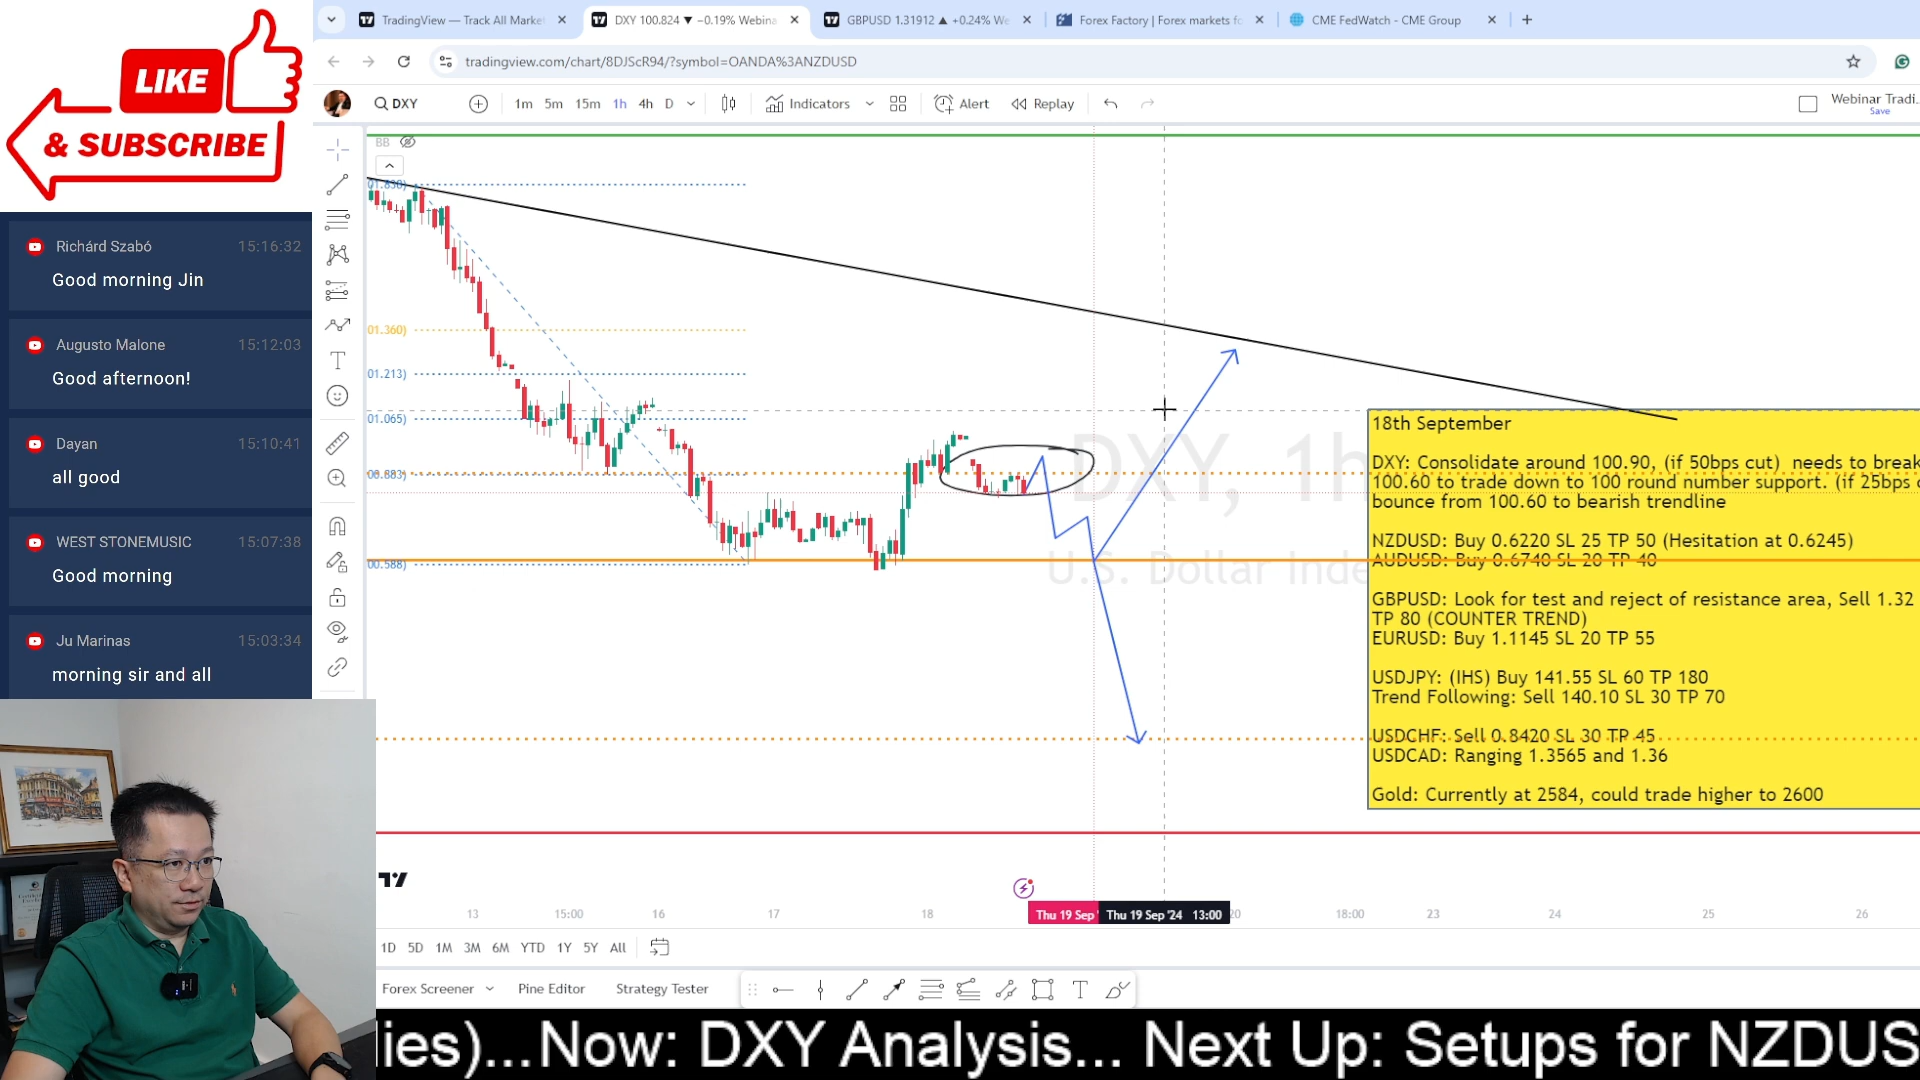 LIKE
& SUBSCRIBE
Richárd Szabó 15:16:32
Good morning Jin
Augusto Malone 15:12:03
Good afternoon!
Dayan 15:10:41
all good
WEST STONEMUSIC 15:07:38
Good morning
Ju Marinas 15:03:34
morning sir and all
TradingView — Track All Marke
DXY 100.824 ▼ −0.19% Webina
GBPUSD 1.31912 ▲ +0.24% We
Forex Factory | Forex markets fo
CME FedWatch - CME Group
tradingview.com/chart/8DJScR94/?symbol=OANDA%3ANZDUSD
DXY 1m 5m 15m 1h 4h D Indicators Alert Replay Webinar Tradi...
Save
BB
01.838)
01.360)
01.213)
01.065)
00.883)
00.588)
DXY, 1h
U.S. Dollar Inde
18th September
DXY: Consolidate around 100.90, (if 50bps cut) needs to break
100.60 to trade down to 100 round number support. (if 25bps
bounce from 100.60 to bearish trendline
NZDUSD: Buy 0.6220 SL 25 TP 50 (Hesitation at 0.6245)
AUDUSD: Buy 0.6740 SL 20 TP 40
GBPUSD: Look for test and reject of resistance area, Sell 1.32
TP 80 (COUNTER TREND)
EURUSD: Buy 1.1145 SL 20 TP 55
USDJPY: (IHS) Buy 141.55 SL 60 TP 180
Trend Following: Sell 140.10 SL 30 TP 70
USDCHF: Sell 0.8420 SL 30 TP 45
USDCAD: Ranging 1.3565 and 1.36
Gold: Currently at 2584, could trade higher to 2600
13 15:00 16 17 18 Thu 19 Sep ' Thu 19 Sep '24 13:00 20 18:00 23 24 25 26
1D 5D 1M 3M 6M YTD 1Y 5Y All
Forex Screener Pine Editor Strategy Tester
ies)...Now: DXY Analysis... Next Up: Setups for NZDUS